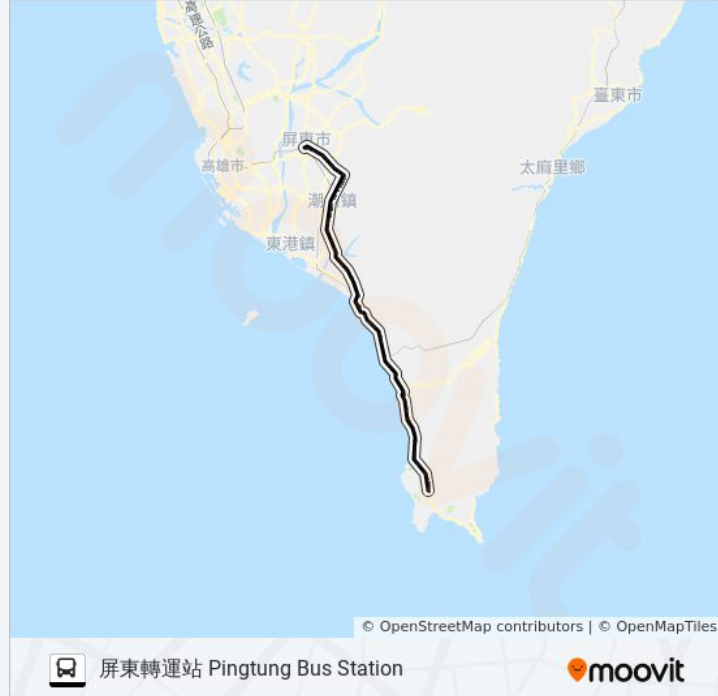 高速公路
臺東市
屏東市
高雄市
太麻里鄉
潮州鎮
東港鎮
moovit
© OpenStreetMap contributors | © OpenMapTiles
屏東轉運站 Pingtung Bus Station
moovit